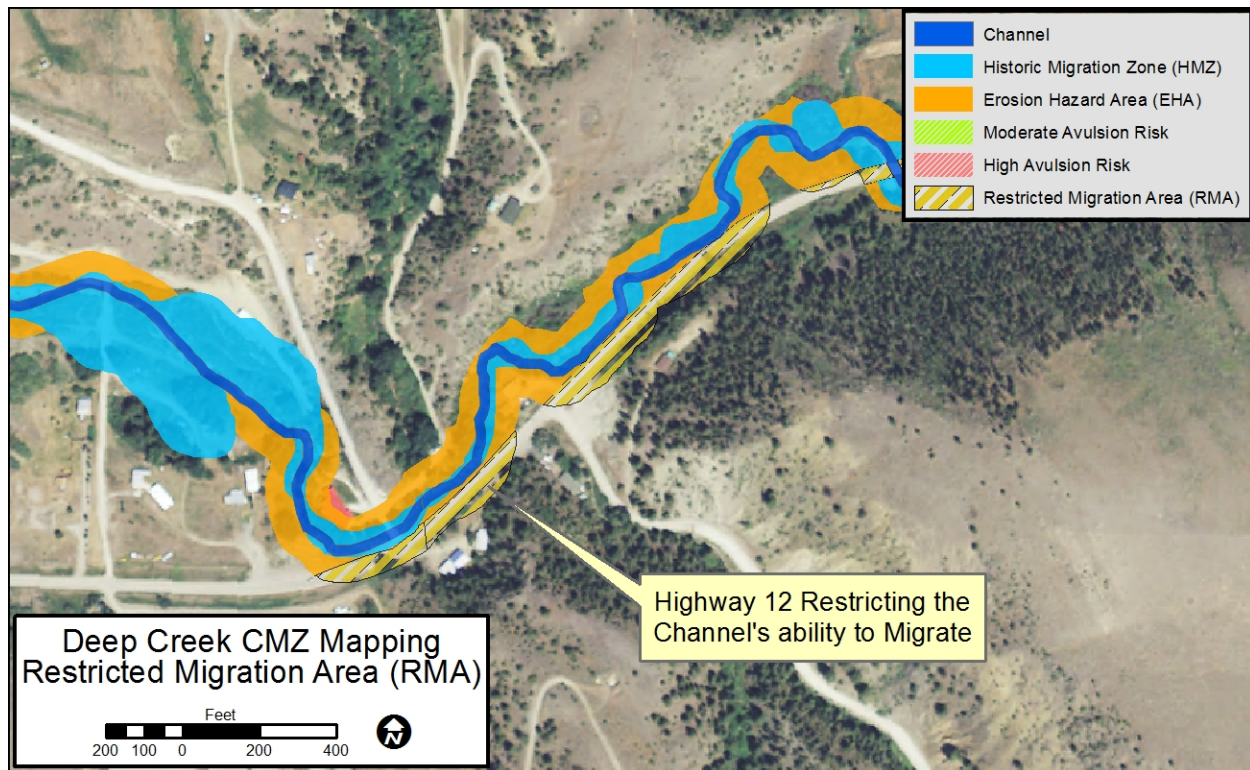 Channel
Historic Migration Zone (HMZ)
Erosion Hazard Area (EHA)
Moderate Avulsion Risk
High Avulsion Risk
Restricted Migration Area (RMA)
Highway 12 Restricting the
Channel's ability to Migrate
Deep Creek CMZ Mapping
Restricted Migration Area (RMA)
Feet
200 100 0 200 400
N